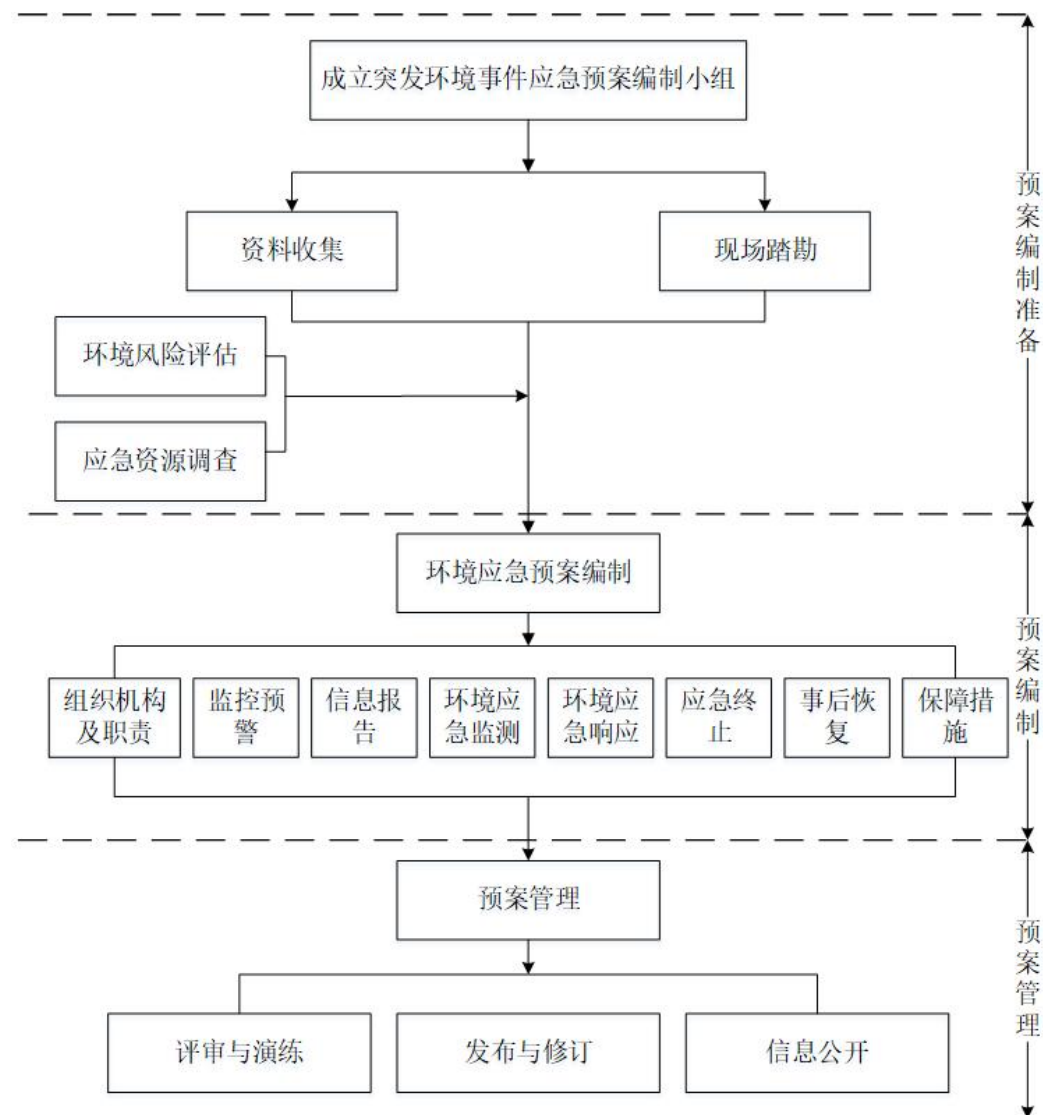 成立突发环境事件应急预案编制小组
资料收集
现场踏勘
环境风险评估
应急资源调查
预案编制准备
环境应急预案编制
组织机构
及职责
监控预
警
信息报
告
环境应
急监测
环境应
急响应
应急终
止
事后恢
复
保障措
施
预案编制
预案管理
评审与演练
发布与修订
信息公开
预案管理